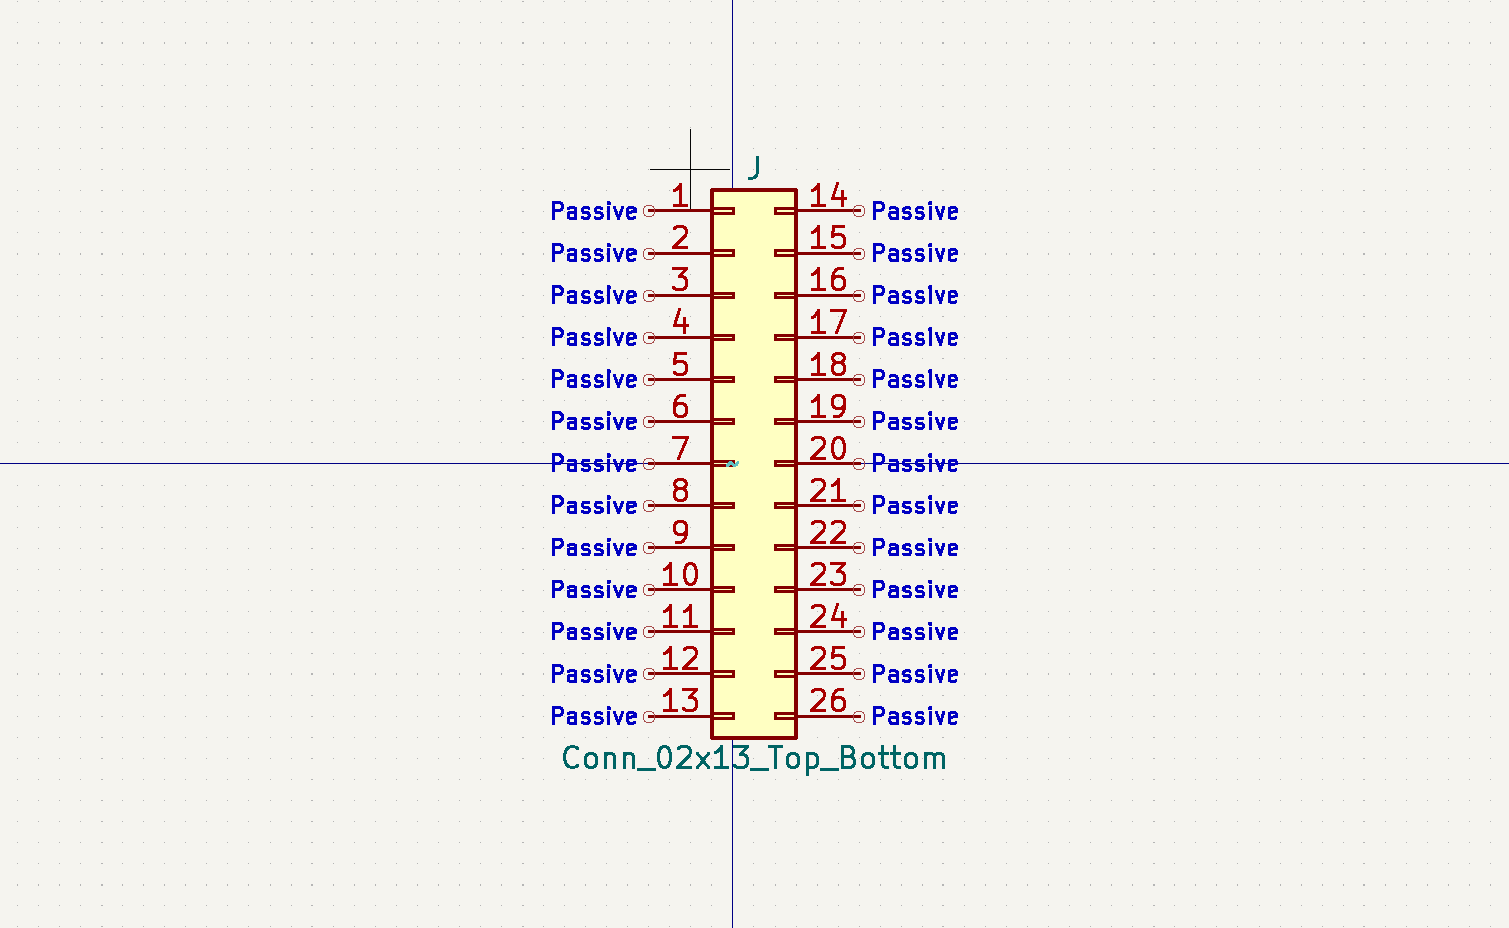 J
Passive 1 14 Passive
Passive 2 15 Passive
Passive 3 16 Passive
Passive 4 17 Passive
Passive 5 18 Passive
Passive 6 19 Passive
Passive 7 20 Passive
Passive 8 21 Passive
Passive 9 22 Passive
Passive 10 23 Passive
Passive 11 24 Passive
Passive 12 25 Passive
Passive 13 26 Passive
Conn_02x13_Top_Bottom